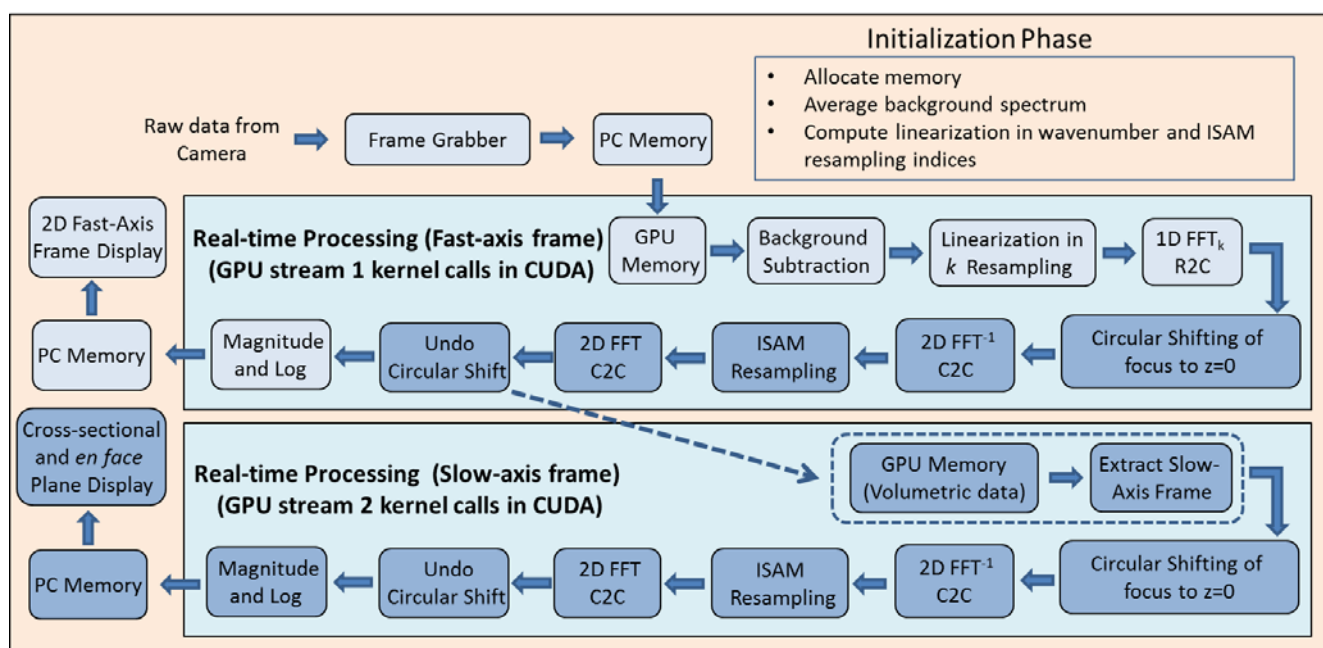 Initialization Phase
• Allocate memory
• Average background spectrum
• Compute linearization in wavenumber and ISAM
resampling indices
Raw data from
Camera
Frame Grabber
PC Memory
2D Fast-Axis
Frame Display
Real-time Processing (Fast-axis frame)
(GPU stream 1 kernel calls in CUDA)
GPU
Memory
Background
Subtraction
Linearization in
k Resampling
1D FFTₖ
R2C
Circular Shifting of
focus to z=0
2D FFT⁻¹
C2C
ISAM
Resampling
2D FFT
C2C
Undo
Circular Shift
Magnitude
and Log
PC Memory
Cross-sectional
and en face
Plane Display
Real-time Processing (Slow-axis frame)
(GPU stream 2 kernel calls in CUDA)
GPU Memory
(Volumetric data)
Extract Slow-
Axis Frame
Circular Shifting of
focus to z=0
2D FFT⁻¹
C2C
ISAM
Resampling
2D FFT
C2C
Undo
Circular Shift
Magnitude
and Log
PC Memory